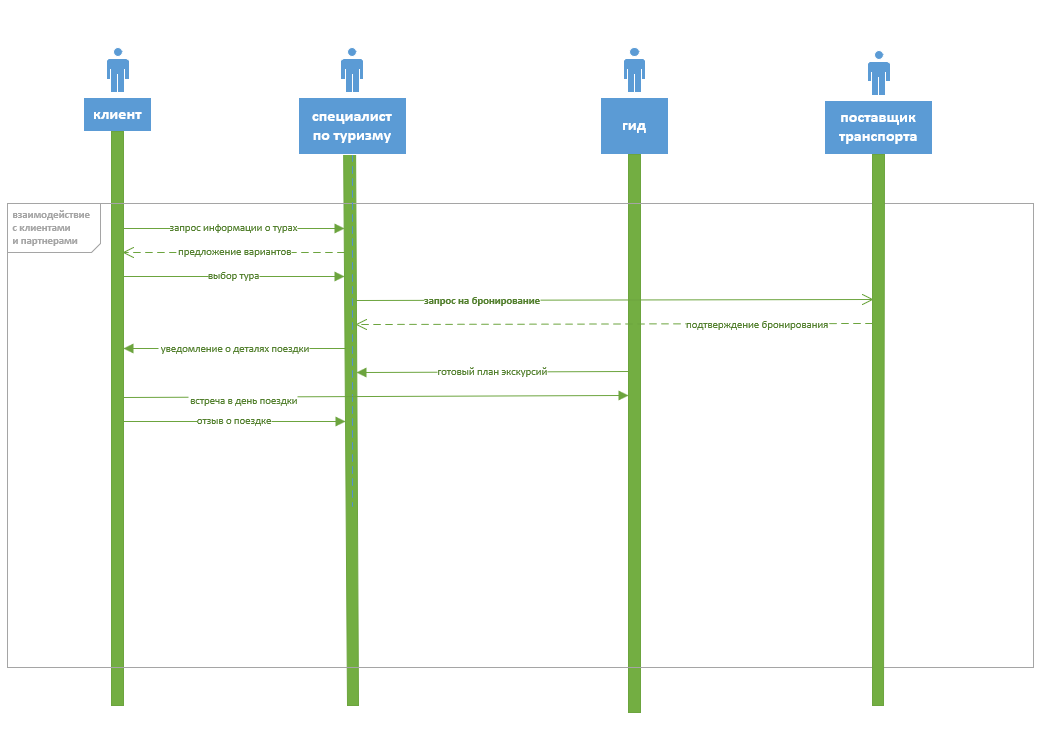 клиент
специалист
по туризму
гид
поставщик
транспорта
взаимодействие
с клиентами
и партнерами
запрос информации о турах
предложение вариантов
выбор тура
запрос на бронирование
подтверждение бронирования
уведомление о деталях поездки
готовый план экскурсий
встреча в день поездки
отзыв о поездке